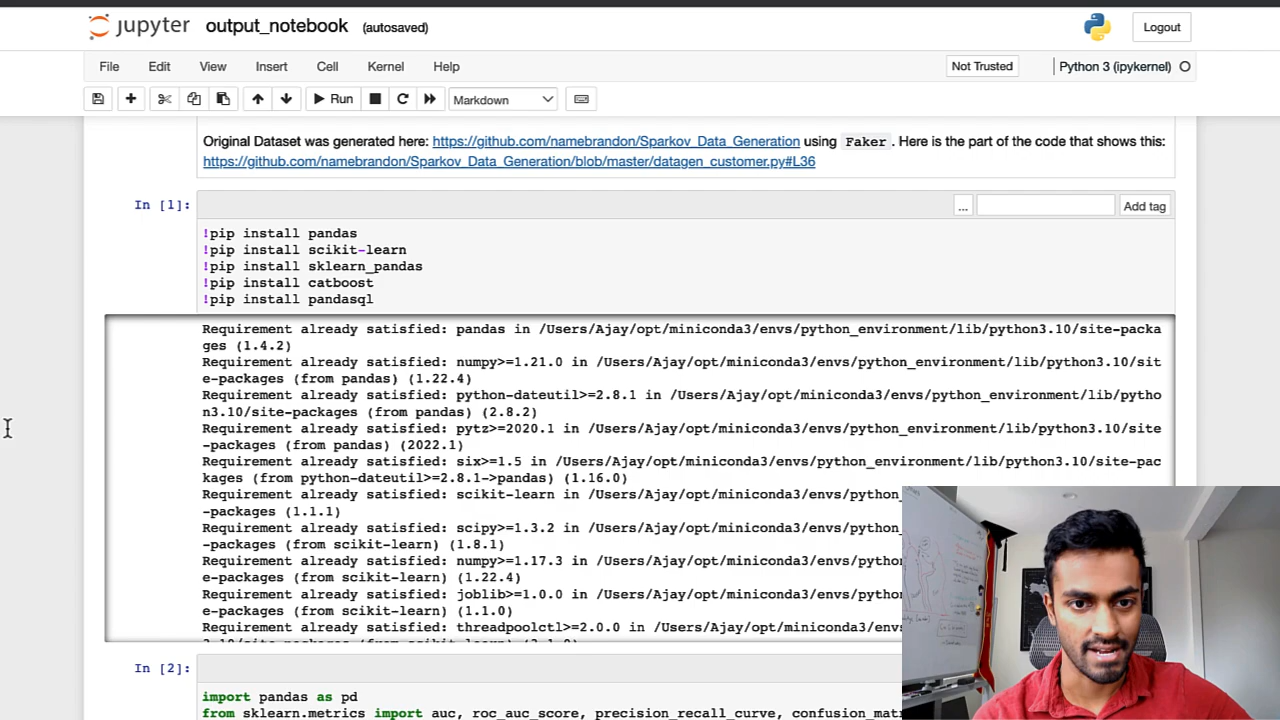 jupyter output_notebook (autosaved) Logout
File Edit View Insert Cell Kernel Help Not Trusted Python 3 (ipykernel)
Run Markdown
Original Dataset was generated here: https://github.com/namebrandon/Sparkov_Data_Generation using Faker . Here is the part of the code that shows this:
https://github.com/namebrandon/Sparkov_Data_Generation/blob/master/datagen_customer.py#L36
In [1]:
... Add tag
!pip install pandas
!pip install scikit-learn
!pip install sklearn_pandas
!pip install catboost
!pip install pandasql
Requirement already satisfied: pandas in /Users/Ajay/opt/miniconda3/envs/python_environment/lib/python3.10/site-packa
ges (1.4.2)
Requirement already satisfied: numpy>=1.21.0 in /Users/Ajay/opt/miniconda3/envs/python_environment/lib/python3.10/sit
e-packages (from pandas) (1.22.4)
Requirement already satisfied: python-dateutil>=2.8.1 in /Users/Ajay/opt/miniconda3/envs/python_environment/lib/pytho
n3.10/site-packages (from pandas) (2.8.2)
Requirement already satisfied: pytz>=2020.1 in /Users/Ajay/opt/miniconda3/envs/python_environment/lib/python3.10/site
-packages (from pandas) (2022.1)
Requirement already satisfied: six>=1.5 in /Users/Ajay/opt/miniconda3/envs/python_environment/lib/python3.10/site-pac
kages (from python-dateutil>=2.8.1->pandas) (1.16.0)
Requirement already satisfied: scikit-learn in /Users/Ajay/opt/miniconda3/envs/python_
-packages (1.1.1)
Requirement already satisfied: scipy>=1.3.2 in /Users/Ajay/opt/miniconda3/envs/python_
-packages (from scikit-learn) (1.8.1)
Requirement already satisfied: numpy>=1.17.3 in /Users/Ajay/opt/miniconda3/envs/python
e-packages (from scikit-learn) (1.22.4)
Requirement already satisfied: joblib>=1.0.0 in /Users/Ajay/opt/miniconda3/envs/python
e-packages (from scikit-learn) (1.1.0)
Requirement already satisfied: threadpoolctl>=2.0.0 in /Users/Ajay/opt/miniconda3/envs
In [2]:
import pandas as pd
from sklearn.metrics import auc, roc_auc_score, precision_recall_curve, confusion_mat